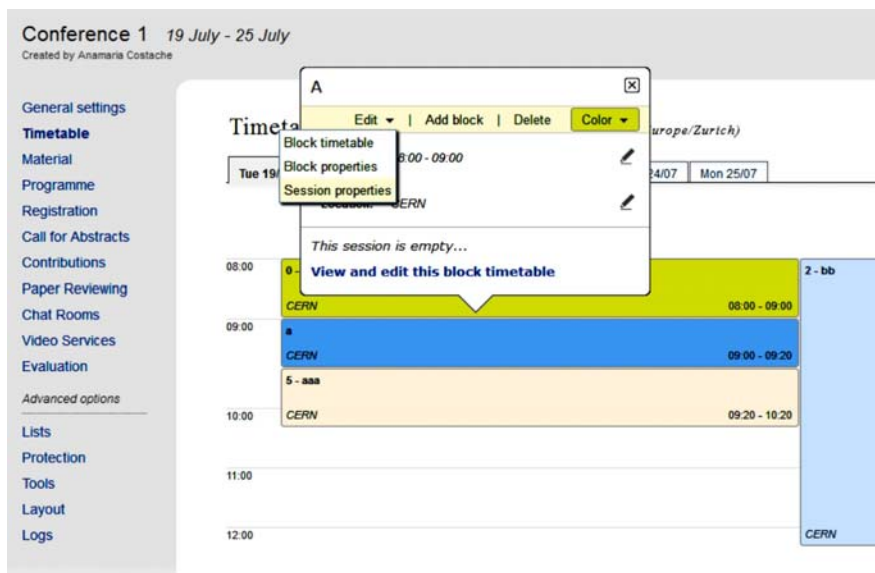 Conference 1 19 July - 25 July
Created by Anamaria Costache
General settings
Timetable
Material
Programme
Registration
Call for Abstracts
Contributions
Paper Reviewing
Chat Rooms
Video Services
Evaluation
Advanced options
Lists
Protection
Tools
Layout
Logs
A
Edit | Add block | Delete Color
Block timetable
Block properties
Session properties
8:00 - 09:00
CERN
This session is empty...
View and edit this block timetable
Timeta urope/Zurich)
Tue 19/ 24/07 Mon 25/07
08:00
0 -
CERN 08:00 - 09:00
09:00
a
CERN 09:00 - 09:20
5 - aaa
10:00
CERN 09:20 - 10:20
11:00
12:00
2 - bb
CERN